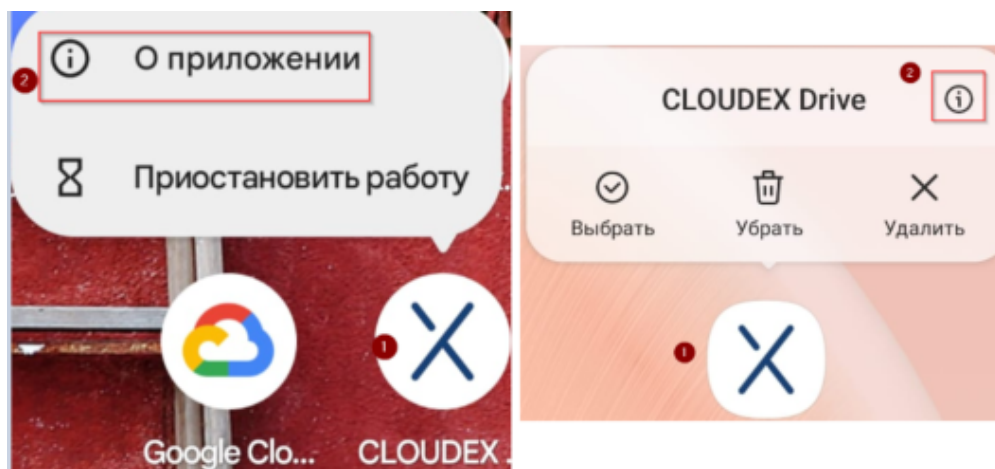 2
О приложении
Приостановить работу
1
Google Clo...
CLOUDEX .
2
CLOUDEX Drive
Выбрать
Убрать
Удалить
1